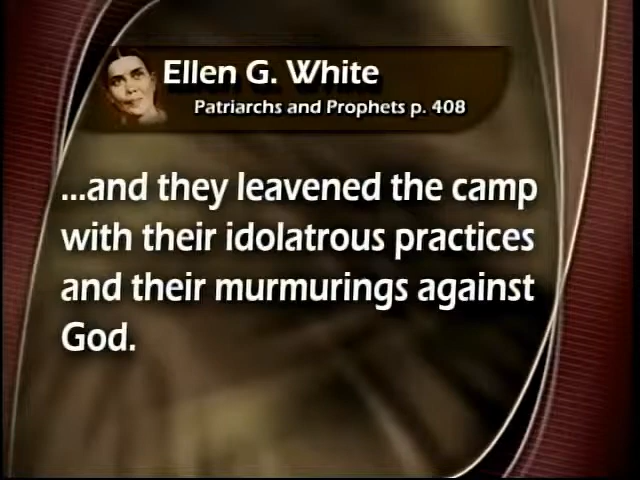 Ellen G. White
Patriarchs and Prophets p. 408
...and they leavened the camp
with their idolatrous practices
and their murmurings against
God.